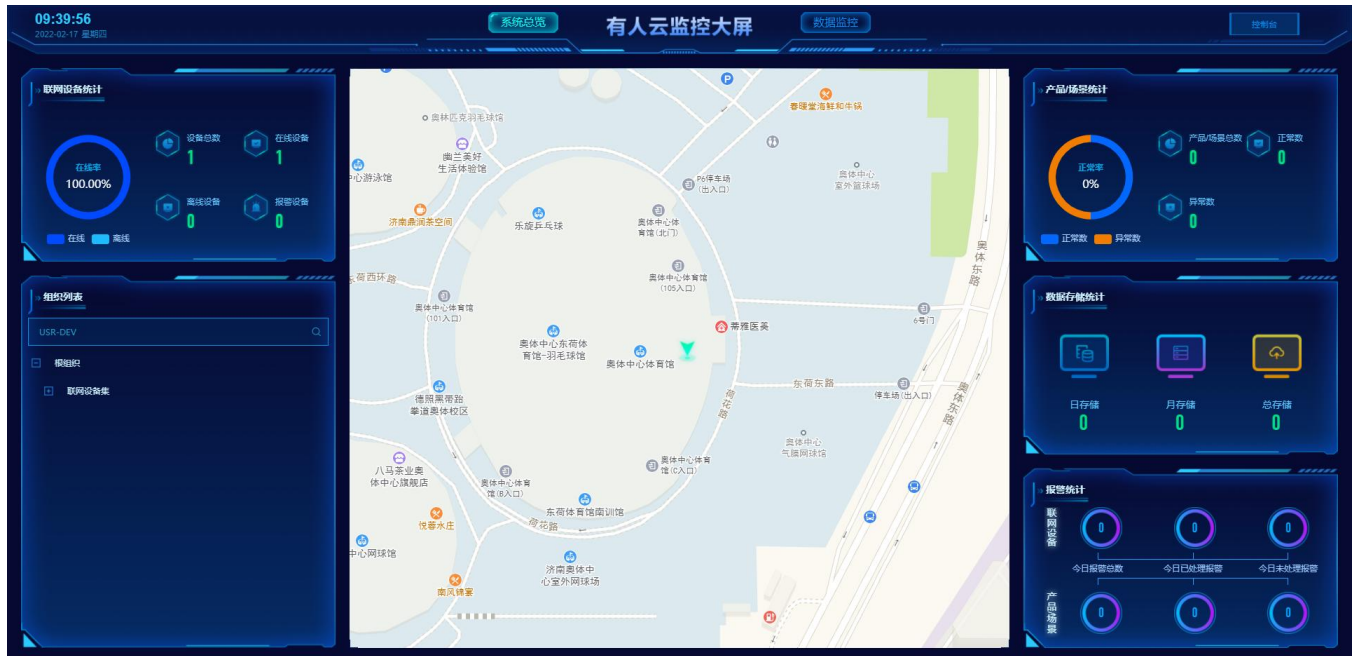 09:39:56
2022-02-17 星期四
系统总览
有人云监控大屏
数据监控
控制台
联网设备统计
在线率
100.00%
设备总数
1
在线设备
1
离线设备
0
报警设备
0
在线
离线
组织列表
USR-DEV
根组织
联网设备集
奥林匹克羽毛球馆
幽兰美好
生活体验馆
中心游泳馆
济南鼎润茶空间
乐旋乒乓球
P
春暖堂海鲜和牛锅
P6停车场
(出入口)
奥体中心
室外篮球场
奥体中心体
育馆(北门)
奥体中心体育馆
(105入口)
东荷西环路
奥体中心体育馆
(101入口)
奥体中心东荷体
育馆-羽毛球馆
奥体中心体育馆
蒂雅医美
6号门
奥体东路
东荷东路
停车场(出入口)
奥体东路
荷花路
德照黑带跆
拳道奥体校区
奥体中心
气膜网球馆
八马茶业奥
体中心旗舰店
奥体中心体育
馆(B入口)
奥体中心体育
馆(C入口)
悦蓉水庄
东荷体育馆南训馆
荷花路
中心网球馆
济南奥体中
心室外网球场
南风锦宴
产品/场景统计
正常率
0%
产品/场景总数
0
正常数
0
异常数
0
正常数
异常数
数据存储统计
日存储
0
月存储
0
总存储
0
报警统计
联网设备
0
0
0
今日报警总数
今日已处理报警
今日未处理报警
产品场景
0
0
0